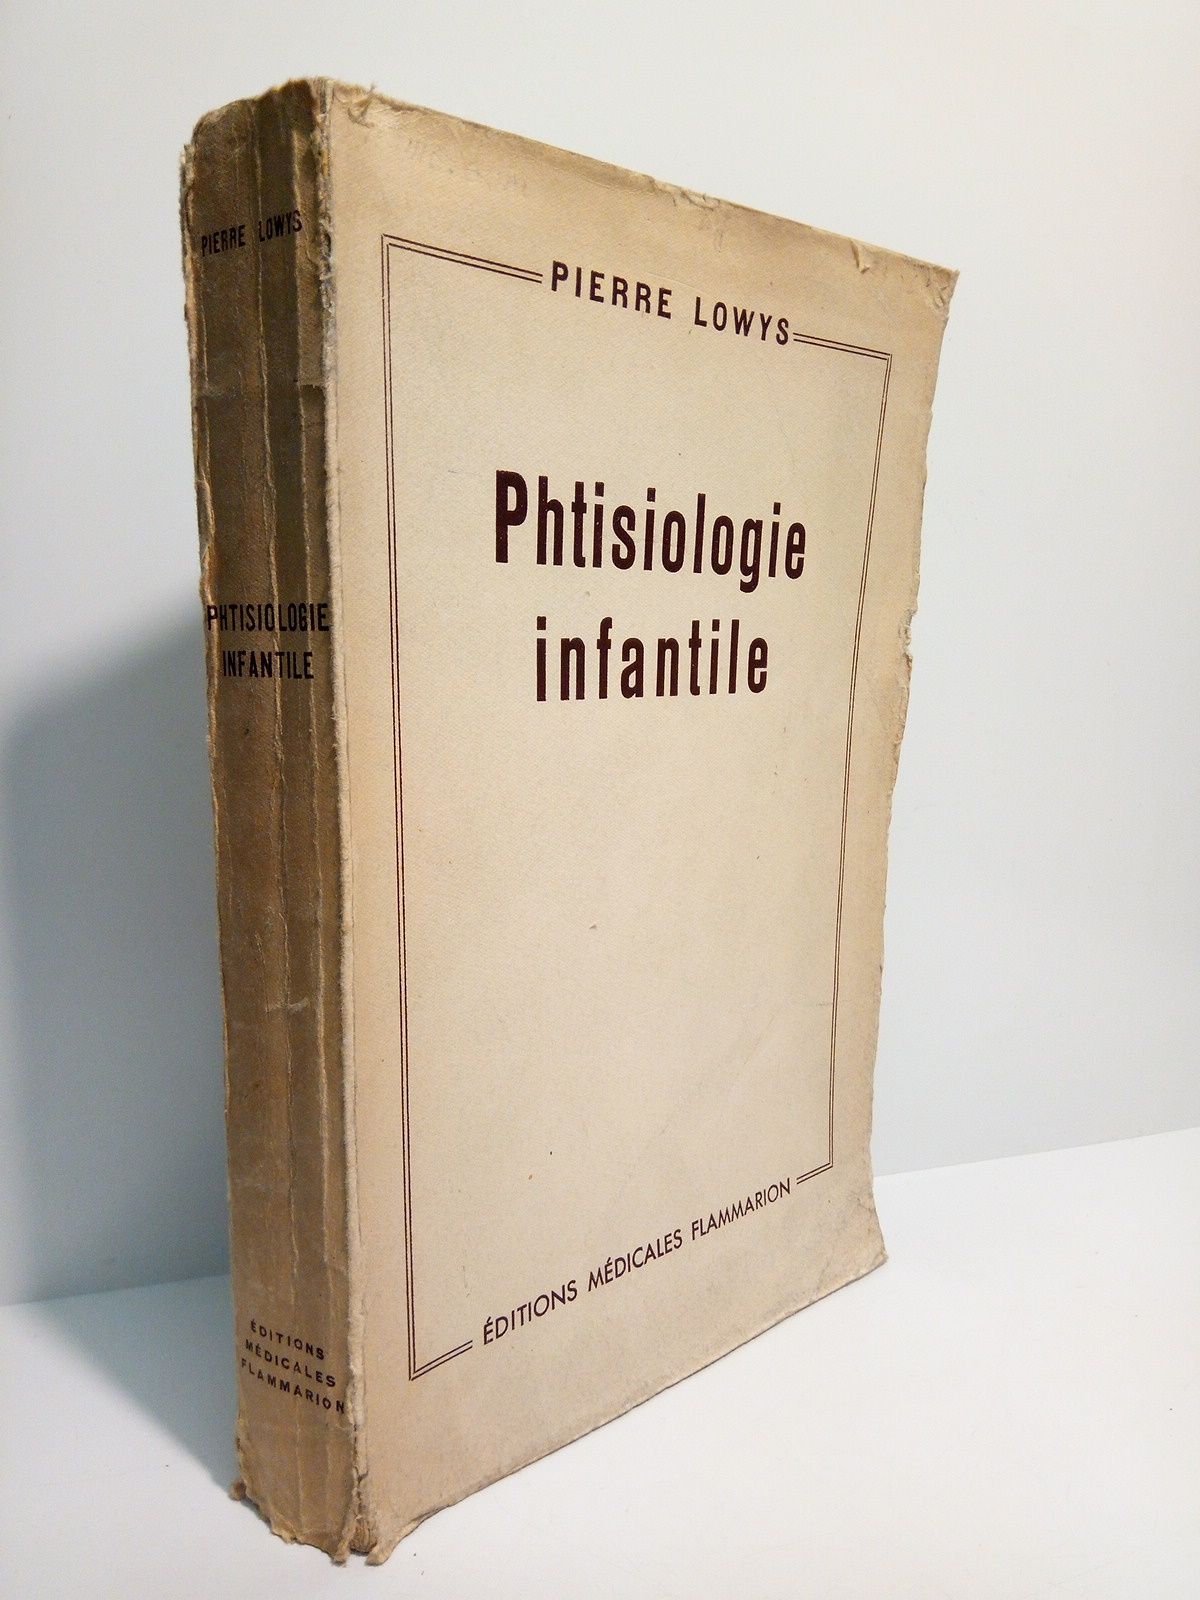 PIERRE LOWYS
PHTISIOLOGIE
INFANTILE
ÉDITIONS
MÉDICALES
FLAMMARION
PIERRE LOWYS
Phtisiologie
infantile
ÉDITIONS MÉDICALES FLAMMARION